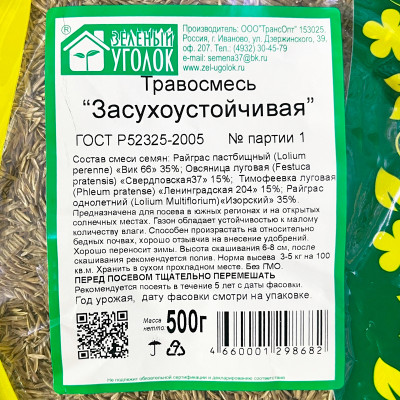 ЗЕЛЕНЫЙ
УГОЛОК
®
Производитель: ООО"ТрансОпт" 153025,
Россия, г. Иваново, ул. Дзержинского, 39,
оф. 207. Тел.: (4932) 30-45-79
e-mail: semena37@bk.ru
www.zel-ugolok.ru
Травосмесь
"Засухоустойчивая"
ГОСТ Р52325-2005 № партии 1
Состав смеси семян: Райграс пастбищный (Lolium
perenne) «Вик 66» 35%; Овсяница луговая (Festuca
pratensis) «Свердловская37» 15%; Тимофеевка луговая
(Phleum pratense) «Ленинградская 204» 15%; Райграс
однолетний (Lolium Multiflorium)«Изорский» 35%.
Предназначена для посева в южных регионах и на открытых
солнечных местах. Газон обладает устойчивостью к малому
количеству влаги. Способен произрастать на относительно
бедных почвах, хорошо отзывчив на внесение удобрений.
Хорошо переносит зимы. Высота скашивания 6-8 см, после
скашивания рекомендуется полив. Норма высева 3-5 кг на 100
кв.м. Хранить в сухом прохладном месте. Без ГМО.
ПЕРЕД ПОСЕВОМ ТЩАТЕЛЬНО ПЕРЕМЕШАТЬ
Рекомендуется посеять в течение 5 лет с даты фасовки.
Год урожая, дату фасовки смотри на упаковке.
Масса
нетто: 500г
4 660001 298682
Не подлежит обязательной сертификации и декларированию соответствия